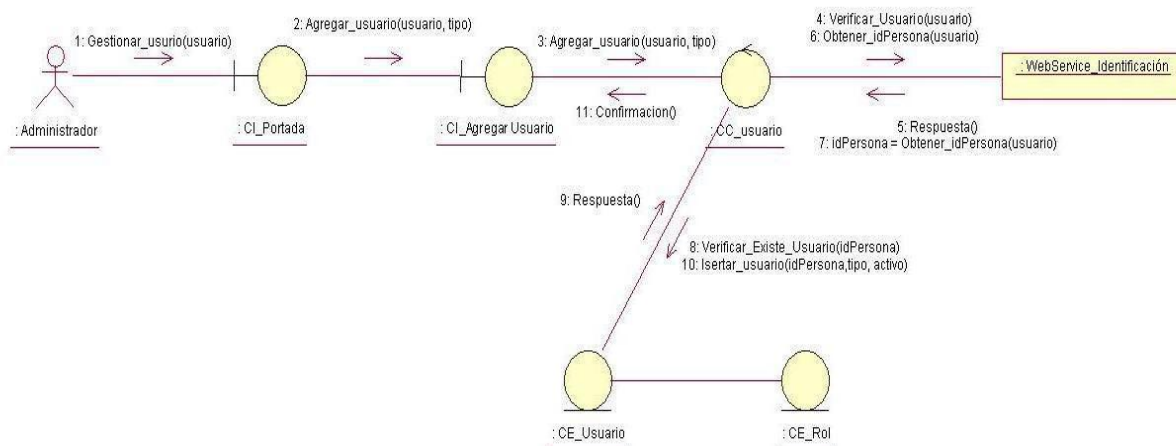 1: Gestionar_usurio(usuario)
2: Agregar_usuario(usuario, tipo)
3: Agregar_usuario(usuario, tipo)
4: Verificar_Usuario(usuario)
6: Obtener_idPersona(usuario)
: WebService_Identificación
11: Confirmacion()
5: Respuesta()
7: idPersona = Obtener_idPersona(usuario)
: Administrador
: CI_Portada
: CI_Agregar Usuario
: CC_usuario
9: Respuesta()
8: Verificar_Existe_Usuario(idPersona)
10: Isertar_usuario(idPersona,tipo, activo)
: CE_Usuario
: CE_Rol